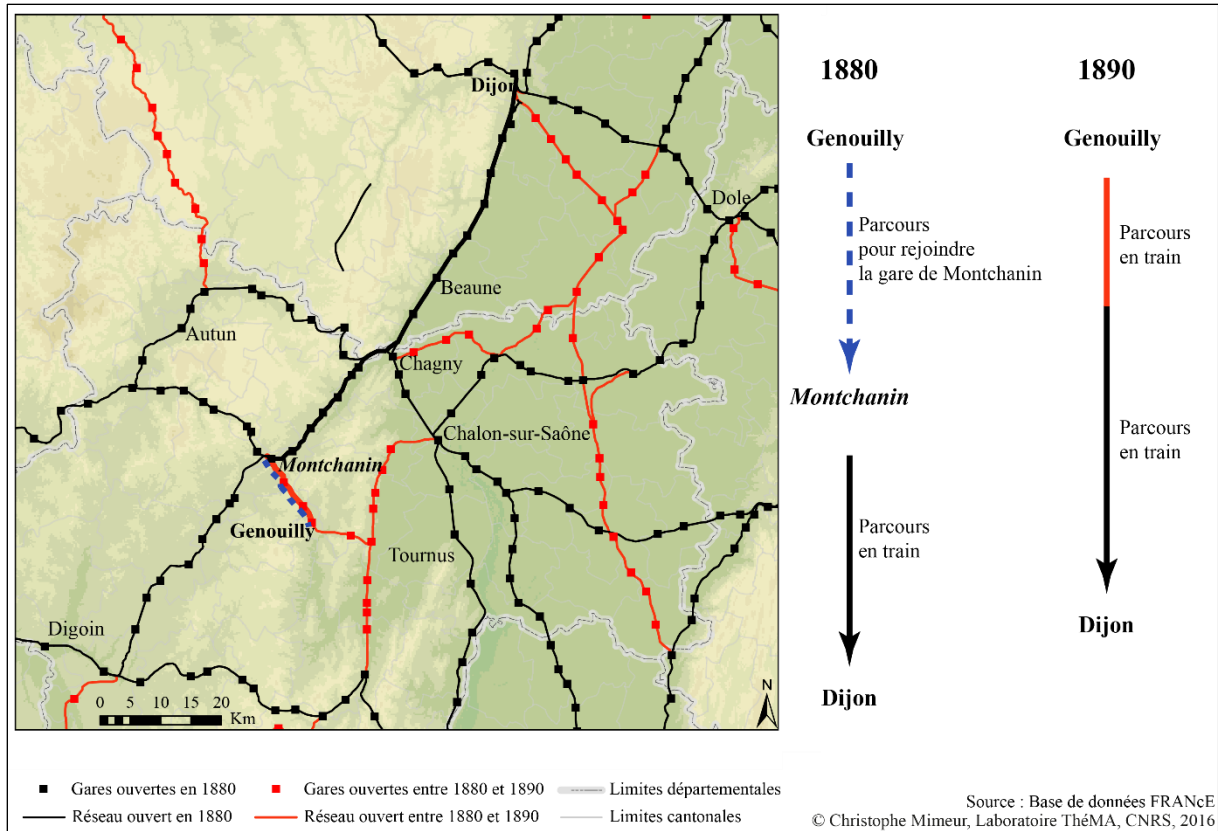 Dijon
Dole
Beaune
Autun
Chagny
Chalon-sur-Saône
Montchanin
Genouilly
Tournus
Digoin
0 5 10 15 20
Km
N
1880
Genouilly
Parcours
pour rejoindre
la gare de Montchanin
Montchanin
Parcours
en train
Dijon
1890
Genouilly
Parcours
en train
Parcours
en train
Dijon
Gares ouvertes en 1880
Gares ouvertes entre 1880 et 1890
Limites départementales
Réseau ouvert en 1880
Réseau ouvert entre 1880 et 1890
Limites cantonales
Source : Base de données FRANcE
© Christophe Mimeur, Laboratoire ThéMA, CNRS, 2016